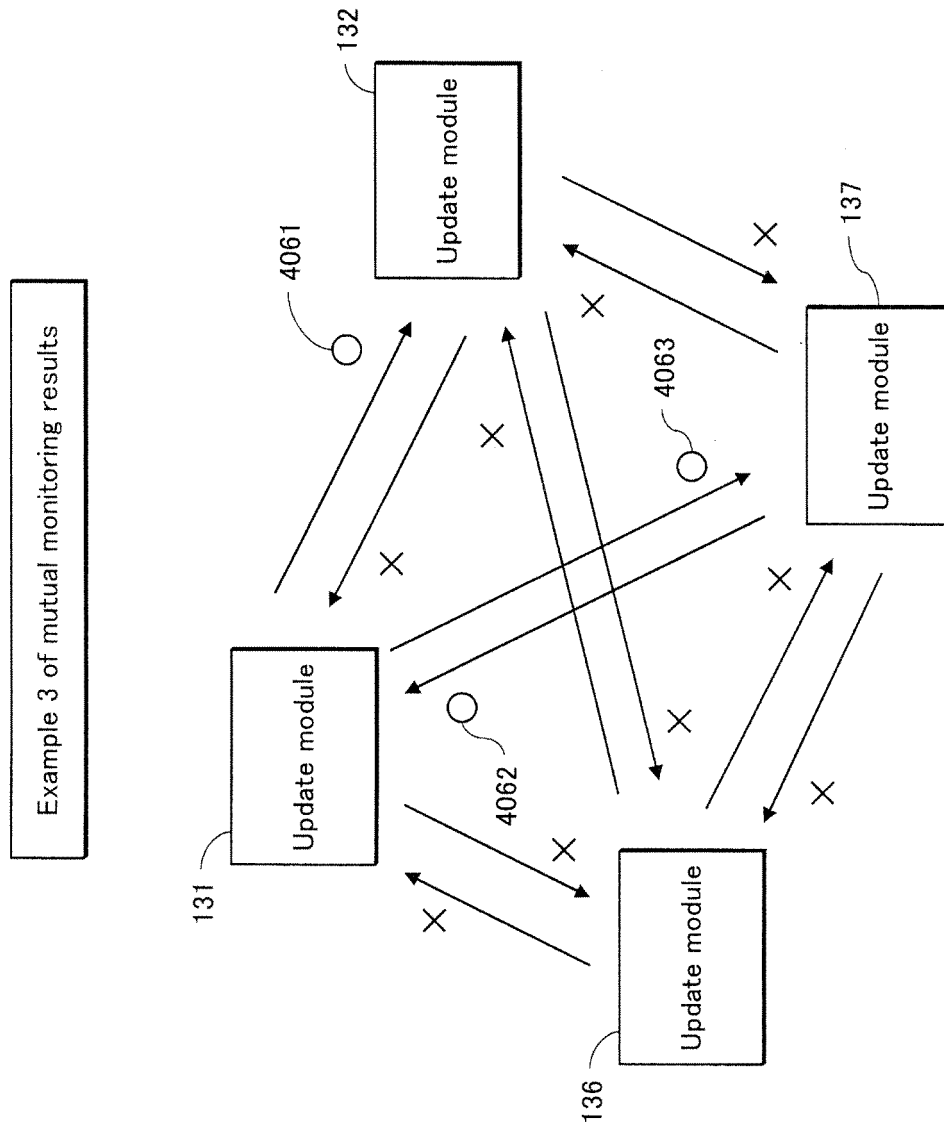 Example 3 of mutual monitoring results
131
Update module
4061
132
Update module
4062
4063
136
Update module
137
Update module